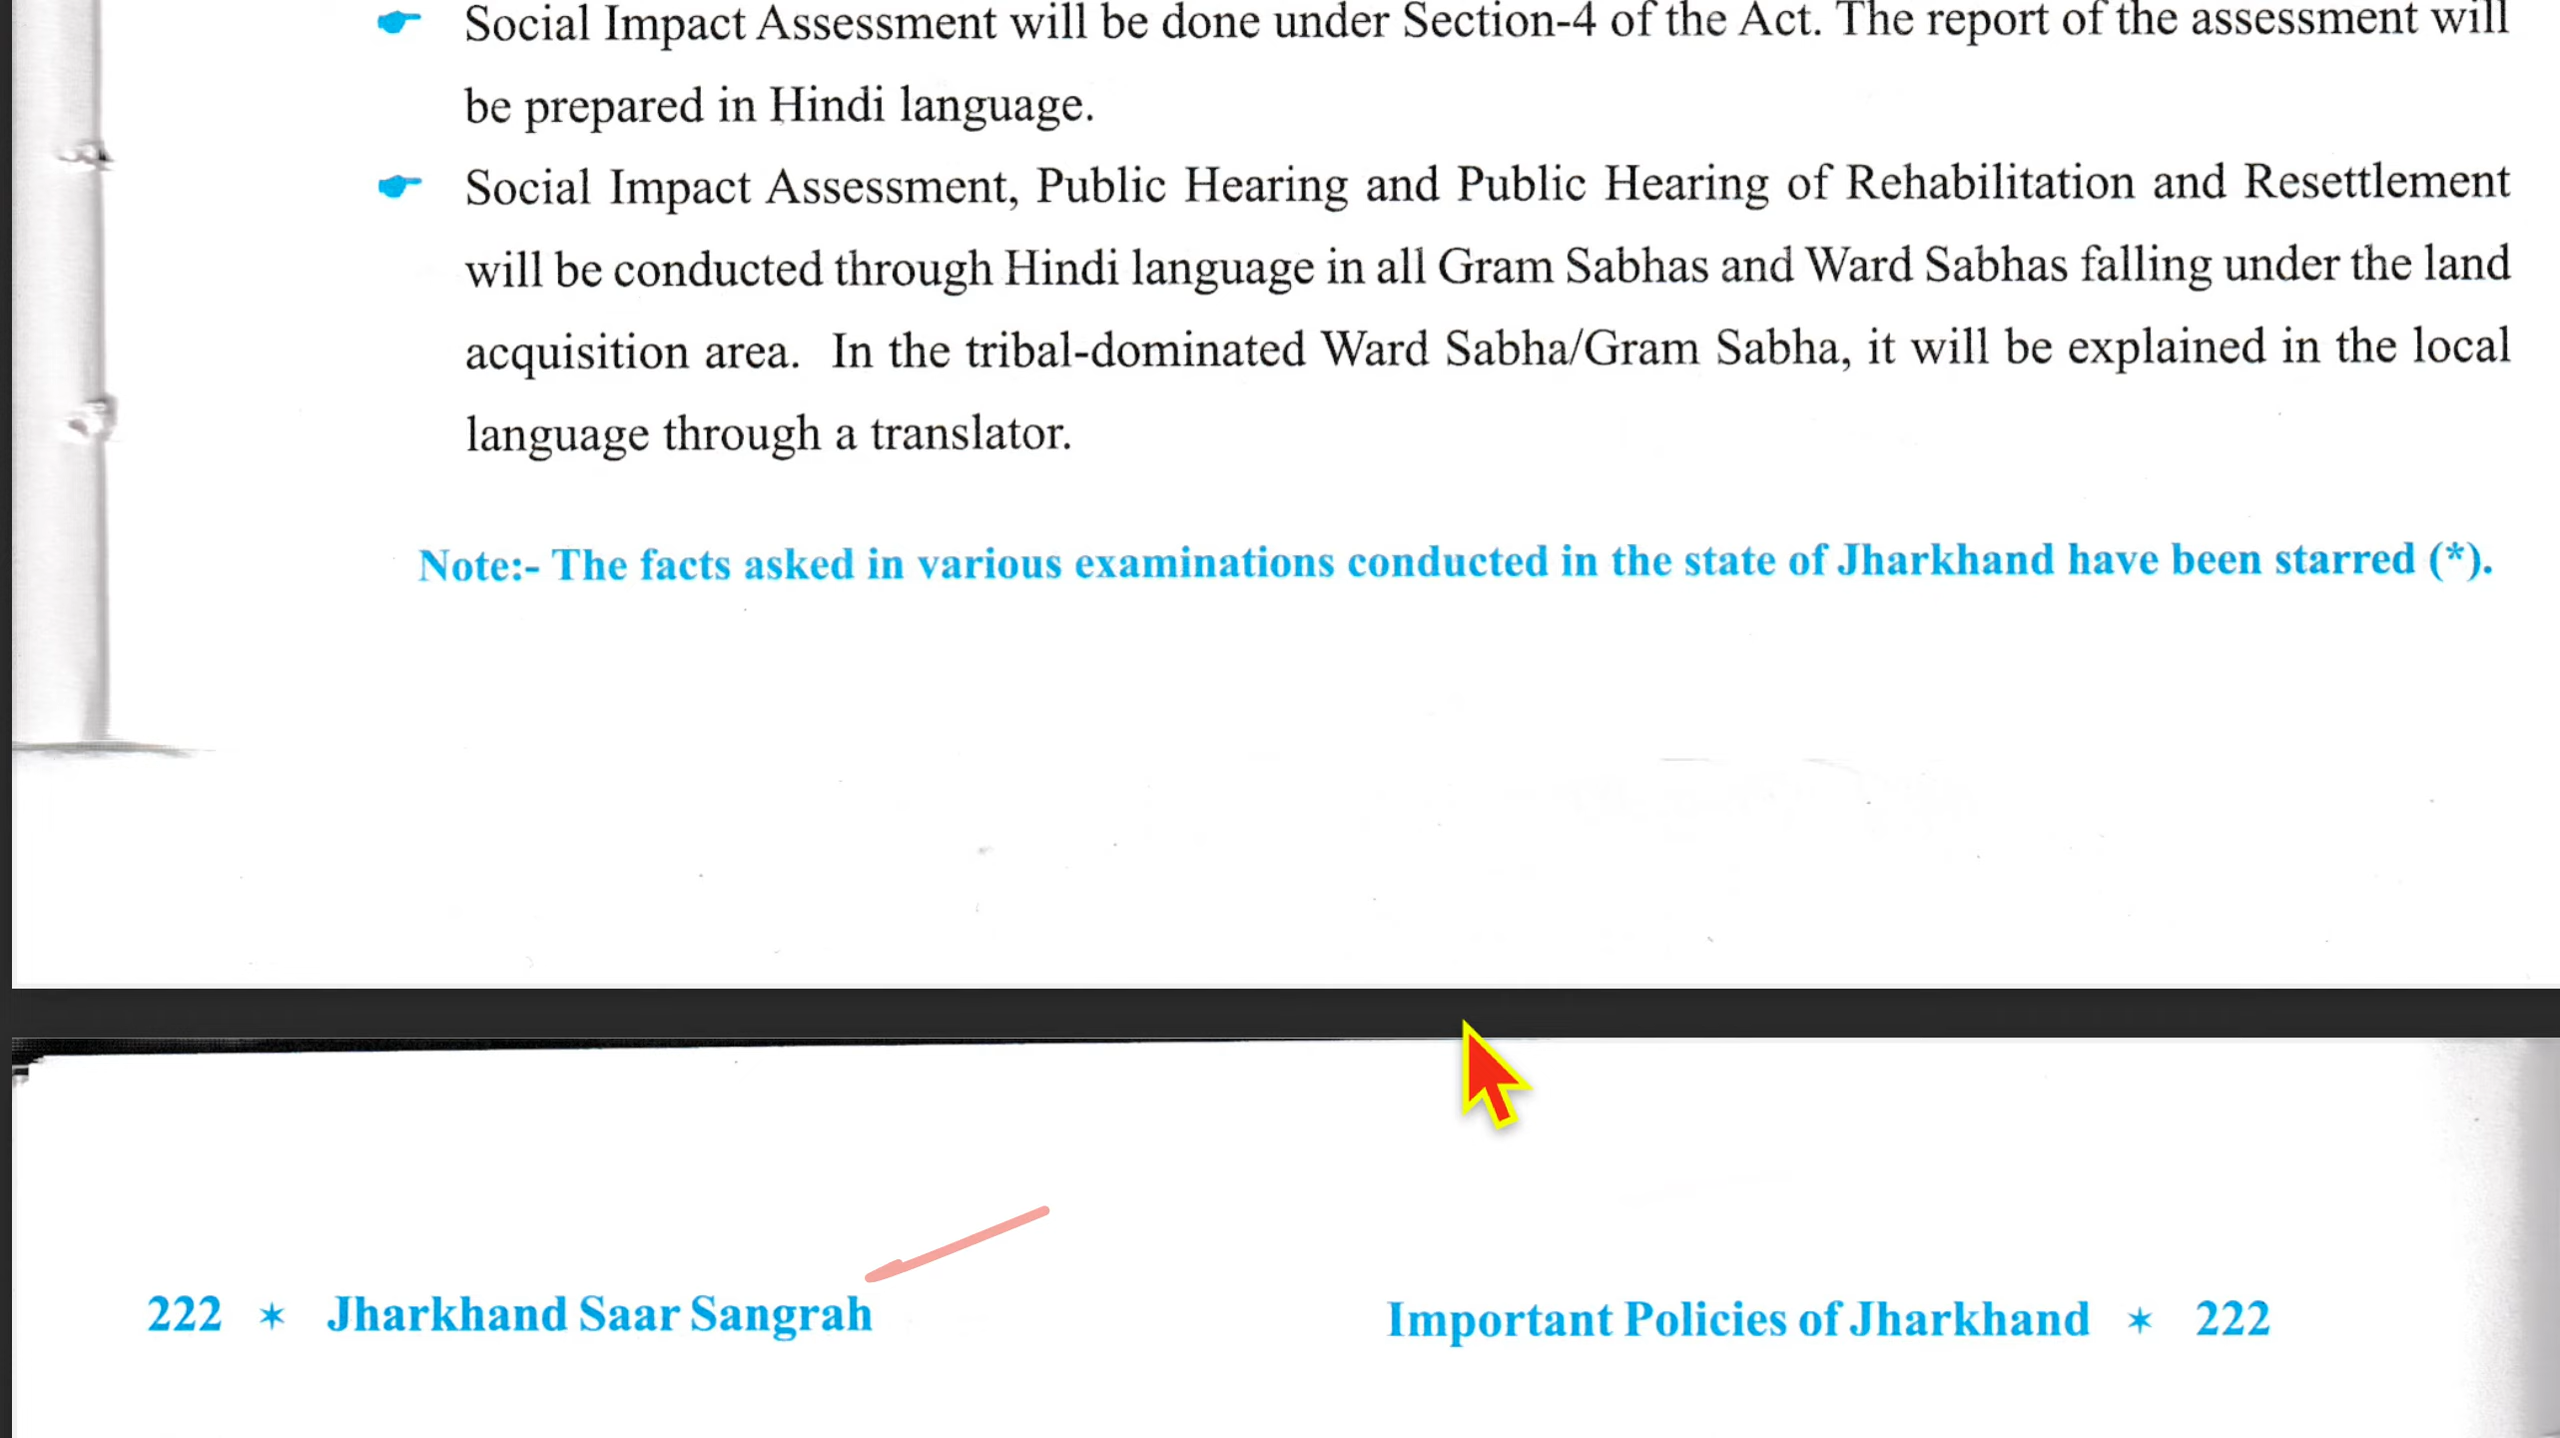 Social Impact Assessment will be done under Section-4 of the Act. The report of the assessment will
be prepared in Hindi language.
Social Impact Assessment, Public Hearing and Public Hearing of Rehabilitation and Resettlement
will be conducted through Hindi language in all Gram Sabhas and Ward Sabhas falling under the land
acquisition area. In the tribal-dominated Ward Sabha/Gram Sabha, it will be explained in the local
language through a translator.
Note:- The facts asked in various examinations conducted in the state of Jharkhand have been starred (*).
222 * Jharkhand Saar Sangrah
Important Policies of Jharkhand * 222